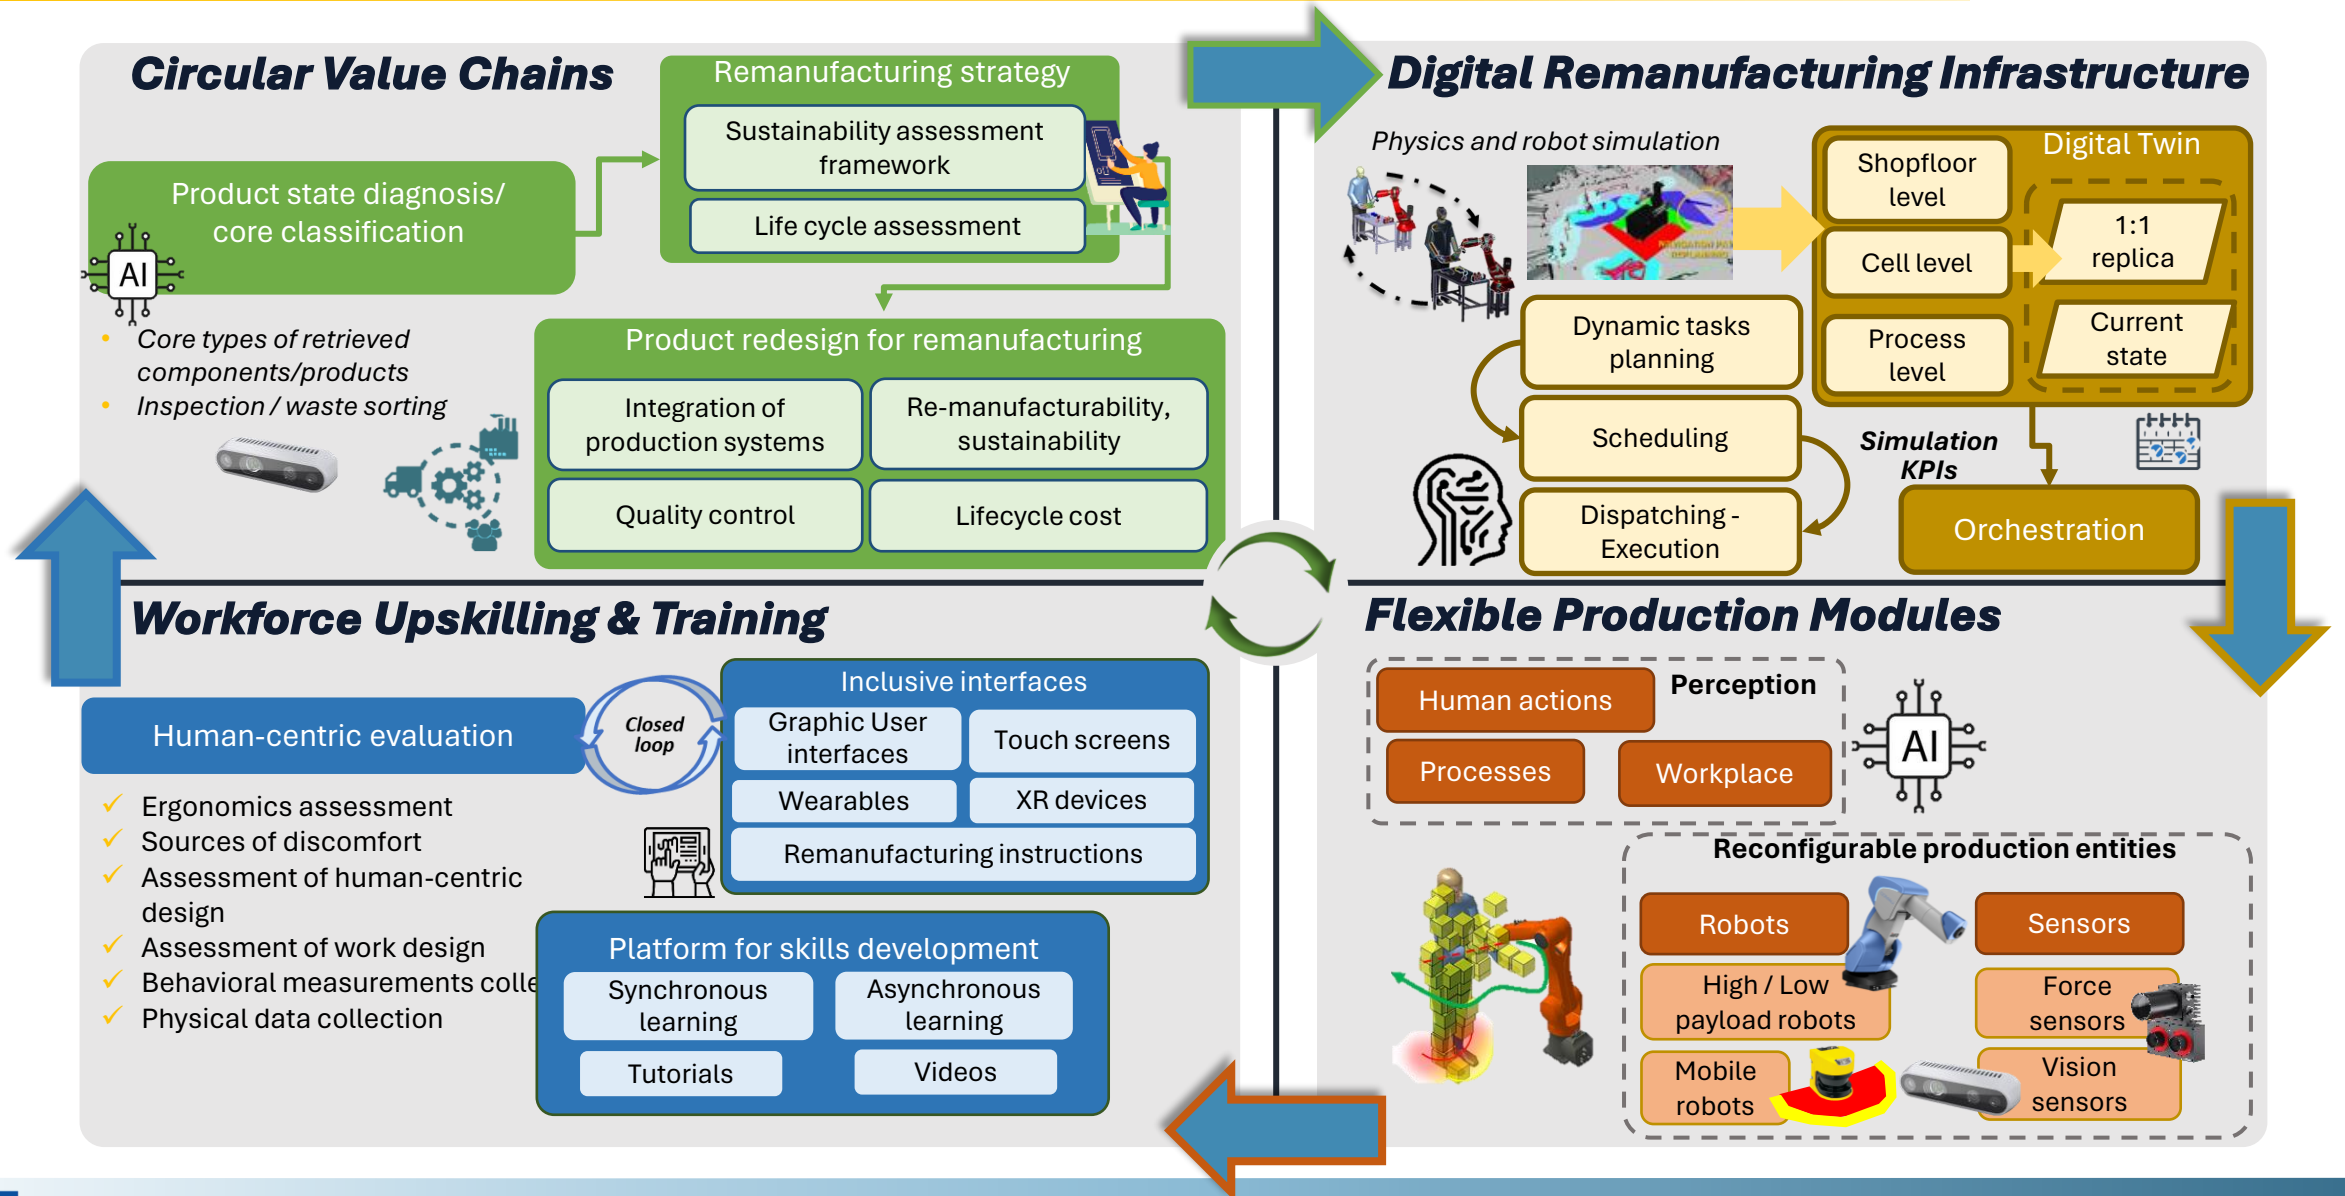 Circular Value Chains
Remanufacturing strategy
Sustainability assessment
framework
Life cycle assessment
Product state diagnosis/
core classification
AI
• Core types of retrieved
components/products
• Inspection / waste sorting
Product redesign for remanufacturing
Integration of
production systems
Re-manufacturability,
sustainability
Quality control
Lifecycle cost
Digital Remanufacturing Infrastructure
Physics and robot simulation
Digital Twin
Shopfloor
level
Cell level
Process
level
1:1
replica
Current
state
Dynamic tasks
planning
Scheduling
Dispatching -
Execution
Simulation
KPIs
Orchestration
Workforce Upskilling & Training
Human-centric evaluation
Closed
loop
✓ Ergonomics assessment
✓ Sources of discomfort
✓ Assessment of human-centric
design
✓ Assessment of work design
✓ Behavioral measurements colle
✓ Physical data collection
Inclusive interfaces
Graphic User
interfaces
Touch screens
Wearables
XR devices
Remanufacturing instructions
Platform for skills development
Synchronous
learning
Asynchronous
learning
Tutorials
Videos
Flexible Production Modules
Perception
Human actions
Processes
Workplace
AI
Reconfigurable production entities
Robots
Sensors
High / Low
payload robots
Force
sensors
Mobile
robots
Vision
sensors